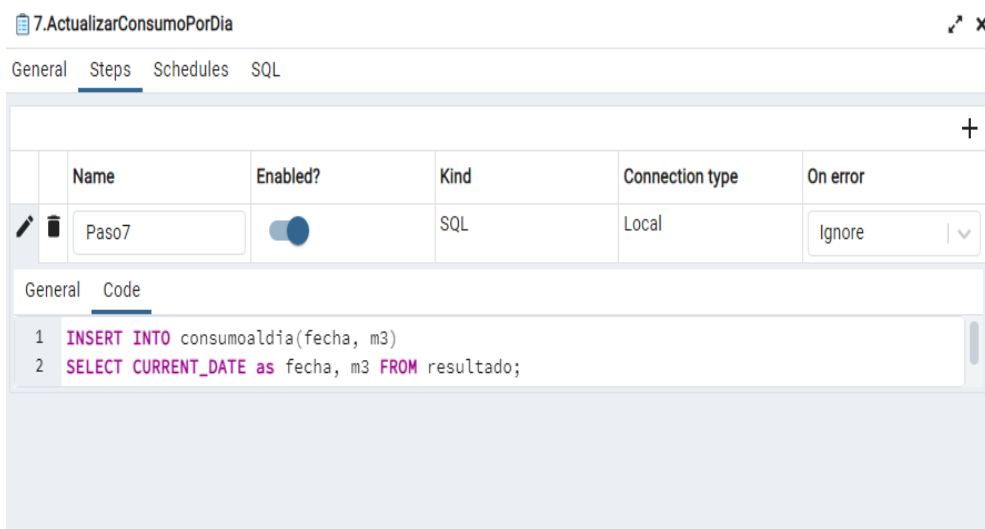 7.ActualizarConsumoPorDia
General Steps Schedules SQL
Name Enabled? Kind Connection type On error
Paso7 SQL Local Ignore
General Code
1 INSERT INTO consumoaldia(fecha, m3)
2 SELECT CURRENT_DATE as fecha, m3 FROM resultado;